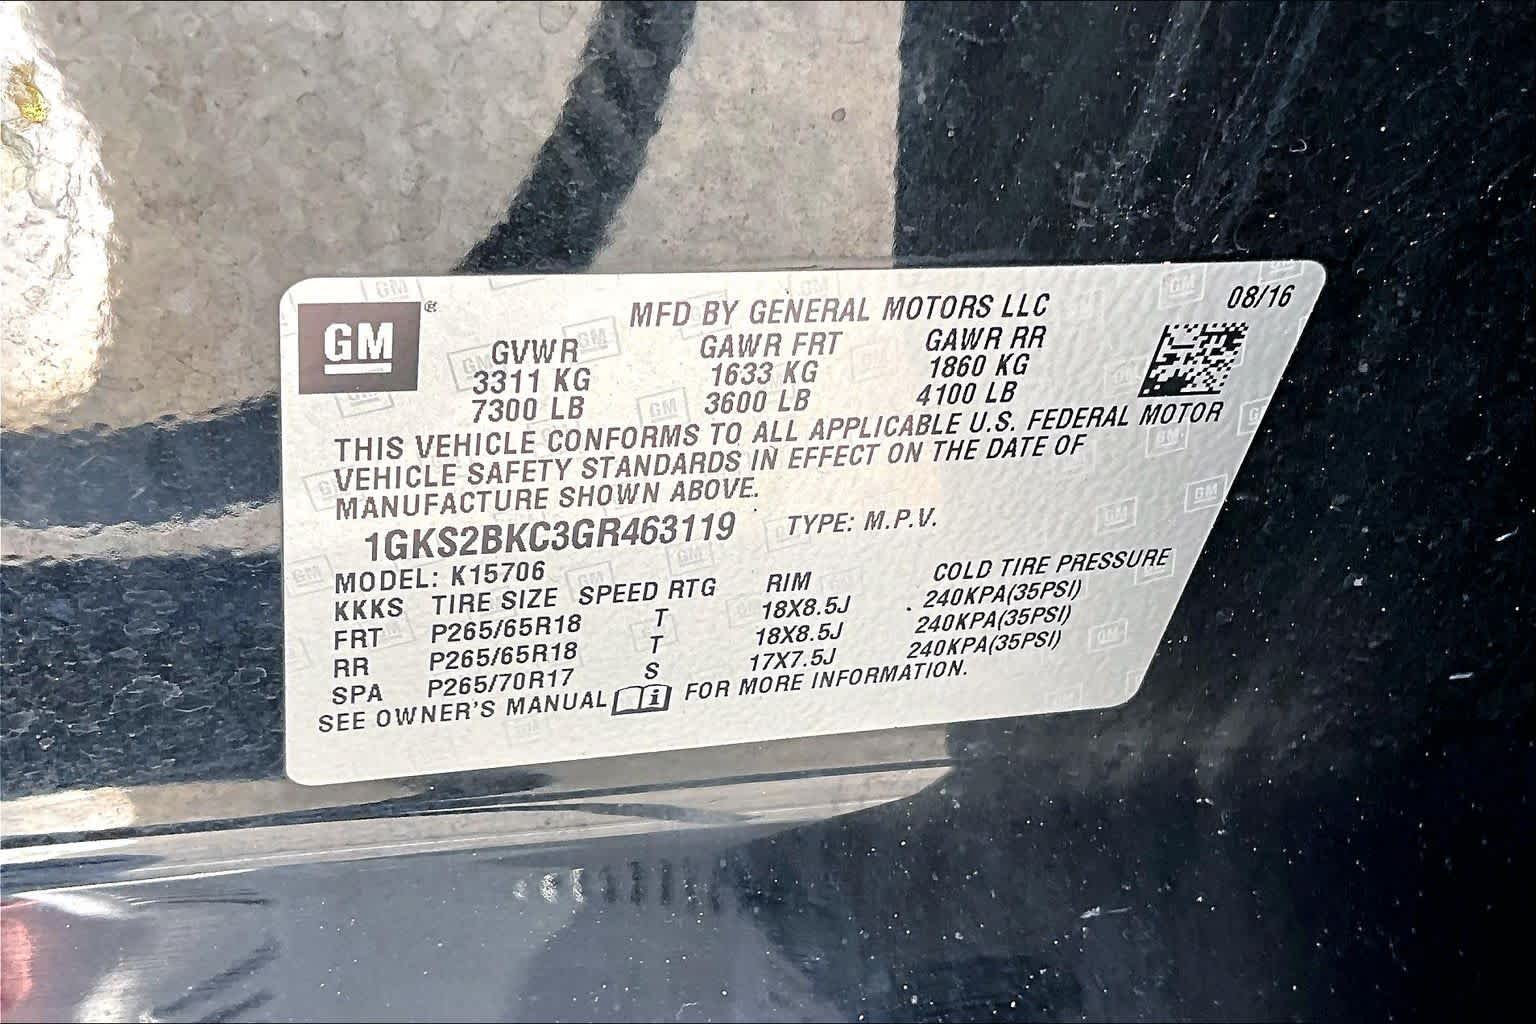 GM ®
MFD BY GENERAL MOTORS LLC 08/16
GVWR GAWR FRT GAWR RR
3311 KG 1633 KG 1860 KG
7300 LB 3600 LB 4100 LB
THIS VEHICLE CONFORMS TO ALL APPLICABLE U.S. FEDERAL MOTOR
VEHICLE SAFETY STANDARDS IN EFFECT ON THE DATE OF
MANUFACTURE SHOWN ABOVE.
1GKS2BKC3GR463119 TYPE: M.P.V.
MODEL: K15706
KKKS TIRE SIZE SPEED RTG RIM COLD TIRE PRESSURE
FRT P265/65R18 T 18X8.5J 240KPA(35PSI)
RR P265/65R18 T 18X8.5J 240KPA(35PSI)
SPA P265/70R17 S 17X7.5J 240KPA(35PSI)
SEE OWNER'S MANUAL i FOR MORE INFORMATION.